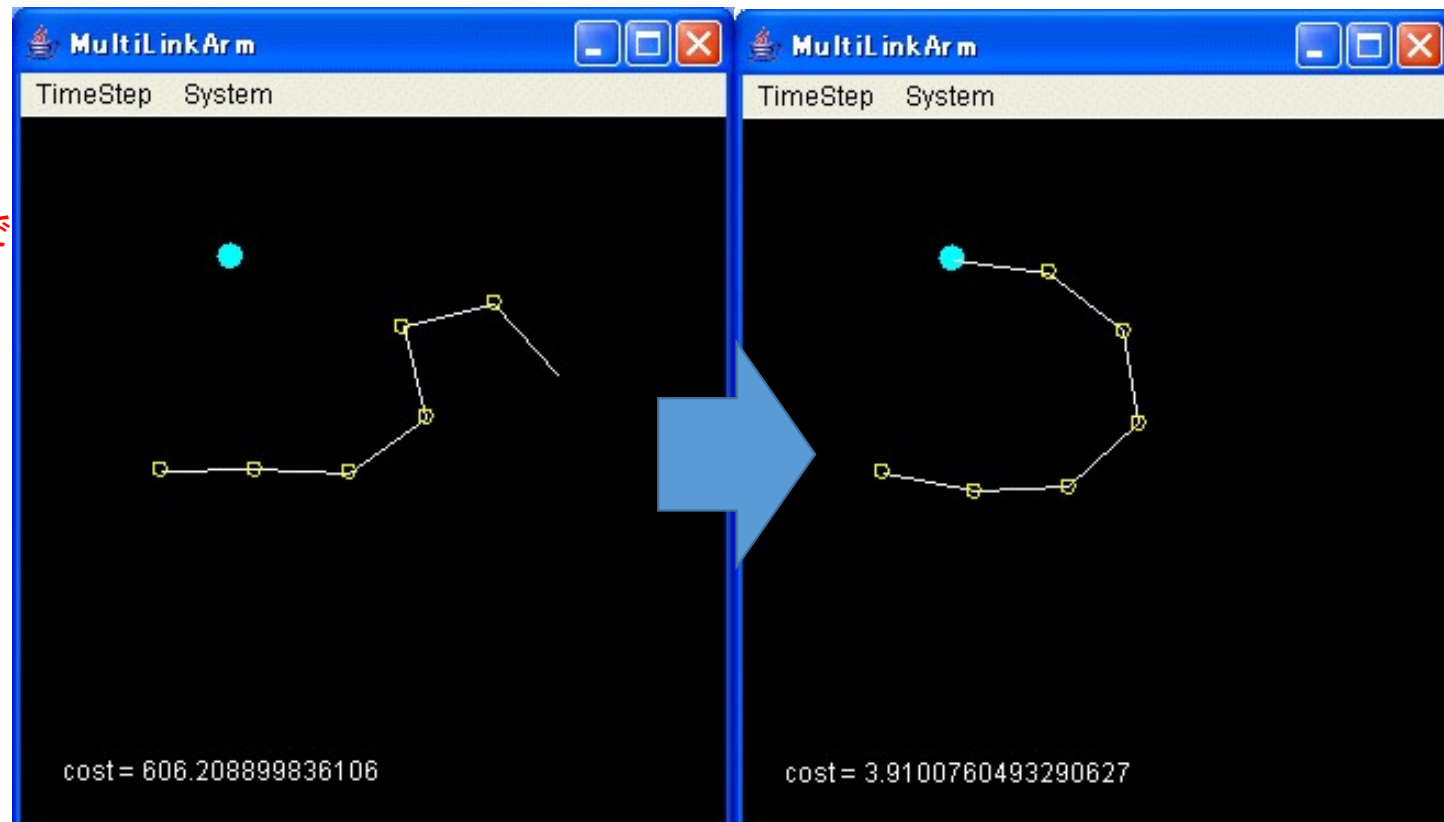 MultiLinkArm
TimeStep System
cost = 606.208899836106
MultiLinkArm
TimeStep System
cost = 3.9100760493290627